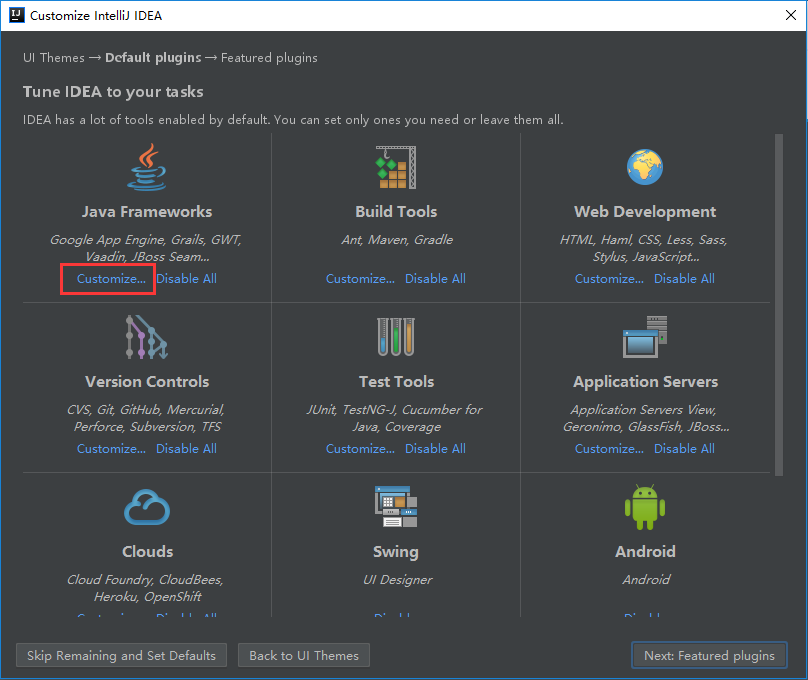 Customize IntelliJ IDEA
UI Themes → Default plugins → Featured plugins
Tune IDEA to your tasks
IDEA has a lot of tools enabled by default. You can set only ones you need or leave them all.
Java Frameworks
Google App Engine, Grails, GWT,
Vaadin, JBoss Seam...
Customize... Disable All
Build Tools
Ant, Maven, Gradle
Customize... Disable All
Web Development
HTML, Haml, CSS, Less, Sass,
Stylus, JavaScript...
Customize... Disable All
Version Controls
CVS, Git, GitHub, Mercurial,
Perforce, Subversion, TFS
Customize... Disable All
Test Tools
JUnit, TestNG-J, Cucumber for
Java, Coverage
Customize... Disable All
Application Servers
Application Servers View,
Geronimo, GlassFish, JBoss...
Customize... Disable All
Clouds
Cloud Foundry, CloudBees,
Heroku, OpenShift
Swing
UI Designer
Android
Android
Skip Remaining and Set Defaults
Back to UI Themes
Next: Featured plugins